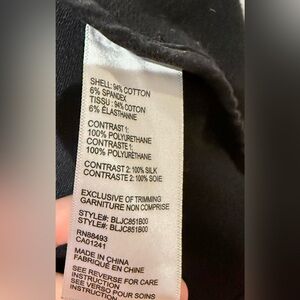 SHELL: 94% COTTON
6% SPANDEX
TISSU : 94% COTON
6% ÉLASTHANNE
CONTRAST 1:
100% POLYURETHANE
CONTRASTE 1:
100% POLYURÉTHANE
CONTRAST 2: 100% SILK
CONTRASTE 2: 100% SOIE
EXCLUSIVE OF TRIMMING
GARNITURE NON COMPRISE
STYLE#: BLJC851B00
STYLE#: BLJC851B00
RN88493
CA01241
MADE IN CHINA
FABRIQUÉ EN CHINE
SEE REVERSE FOR CARE
INSTRUCTION
SEE VERSO POUR SOINS
INSTRUCTION